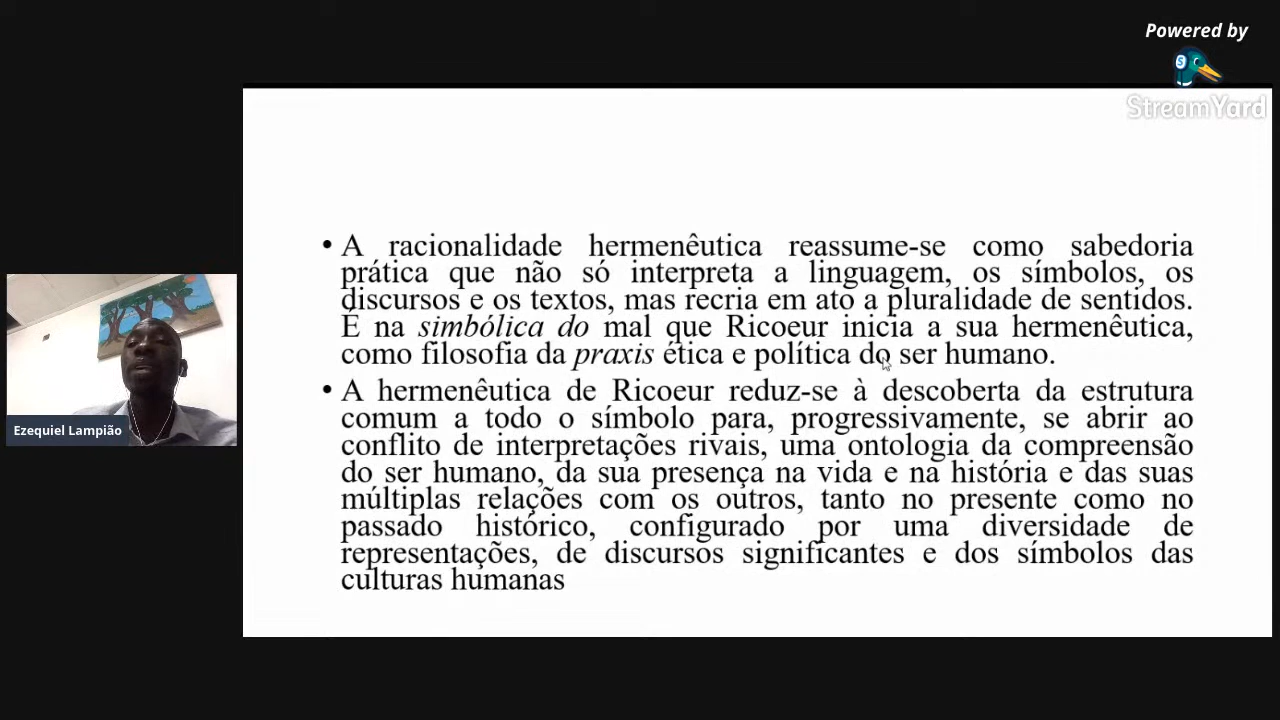 Powered by
StreamYard
• A racionalidade hermenêutica reassume-se como sabedoria
prática que não só interpreta a linguagem, os símbolos, os
discursos e os textos, mas recria em ato a pluralidade de sentidos.
E na simbólica do mal que Ricoeur inicia a sua hermenêutica,
como filosofia da praxis ética e política do ser humano.
• A hermenêutica de Ricoeur reduz-se à descoberta da estrutura
comum a todo o símbolo para, progressivamente, se abrir ao
conflito de interpretações rivais, uma ontologia da compreensão
do ser humano, da sua presença na vida e na história e das suas
múltiplas relações com os outros, tanto no presente como no
passado histórico, configurado por uma diversidade de
representações, de discursos significantes e dos símbolos das
culturas humanas
Ezequiel Lampião